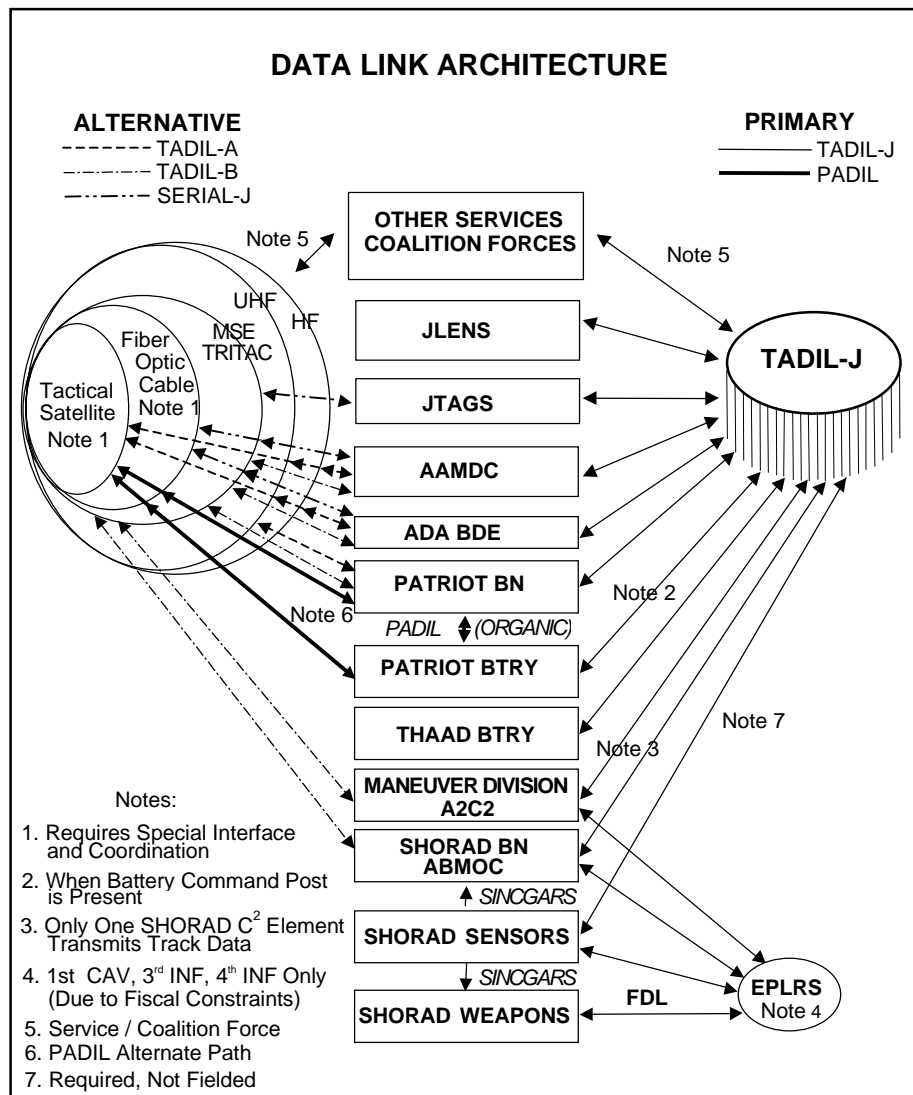 DATA LINK ARCHITECTURE
ALTERNATIVE
TADIL-A
TADIL-B
SERIAL-J
PRIMARY
TADIL-J
PADIL
Note 5
OTHER SERVICES
COALITION FORCES
Note 5
UHF
HF
MSE
TRITAC
Fiber
Optic
Cable
Note 1
Tactical
Satellite
Note 1
JLENS
TADIL-J
JTAGS
AAMDC
ADA BDE
PATRIOT BN
Note 6
PADIL
(ORGANIC)
Note 2
PATRIOT BTRY
THAAD BTRY
Note 3
Note 7
MANEUVER DIVISION
A2C2
SHORAD BN
ABMOC
SINCGARS
SHORAD SENSORS
SINCGARS
SHORAD WEAPONS
FDL
EPLRS
Note 4
Notes:
1. Requires Special Interface
and Coordination
2. When Battery Command Post
is Present
3. Only One SHORAD C² Element
Transmits Track Data
4. 1st CAV, 3rd INF, 4th INF Only
(Due to Fiscal Constraints)
5. Service / Coalition Force
6. PADIL Alternate Path
7. Required, Not Fielded